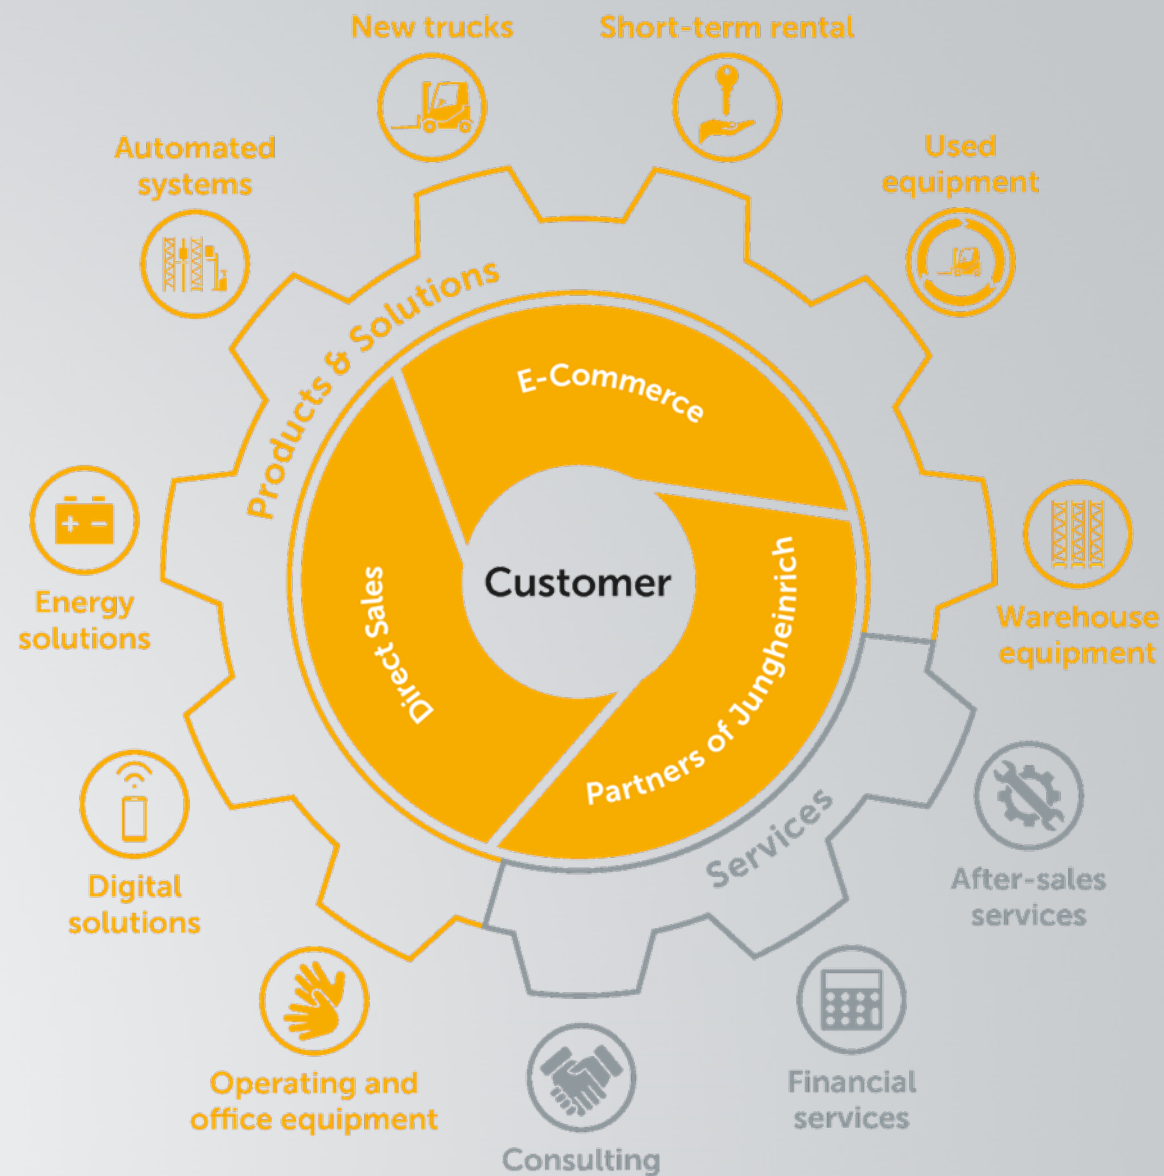 New trucks
Short-term rental
Automated
systems
Used
equipment
Products & Solutions
E-Commerce
Energy
solutions
Direct Sales
Customer
Partners of Jungheinrich
Warehouse
equipment
Services
Digital
solutions
After-sales
services
Operating and
office equipment
Financial
services
Consulting